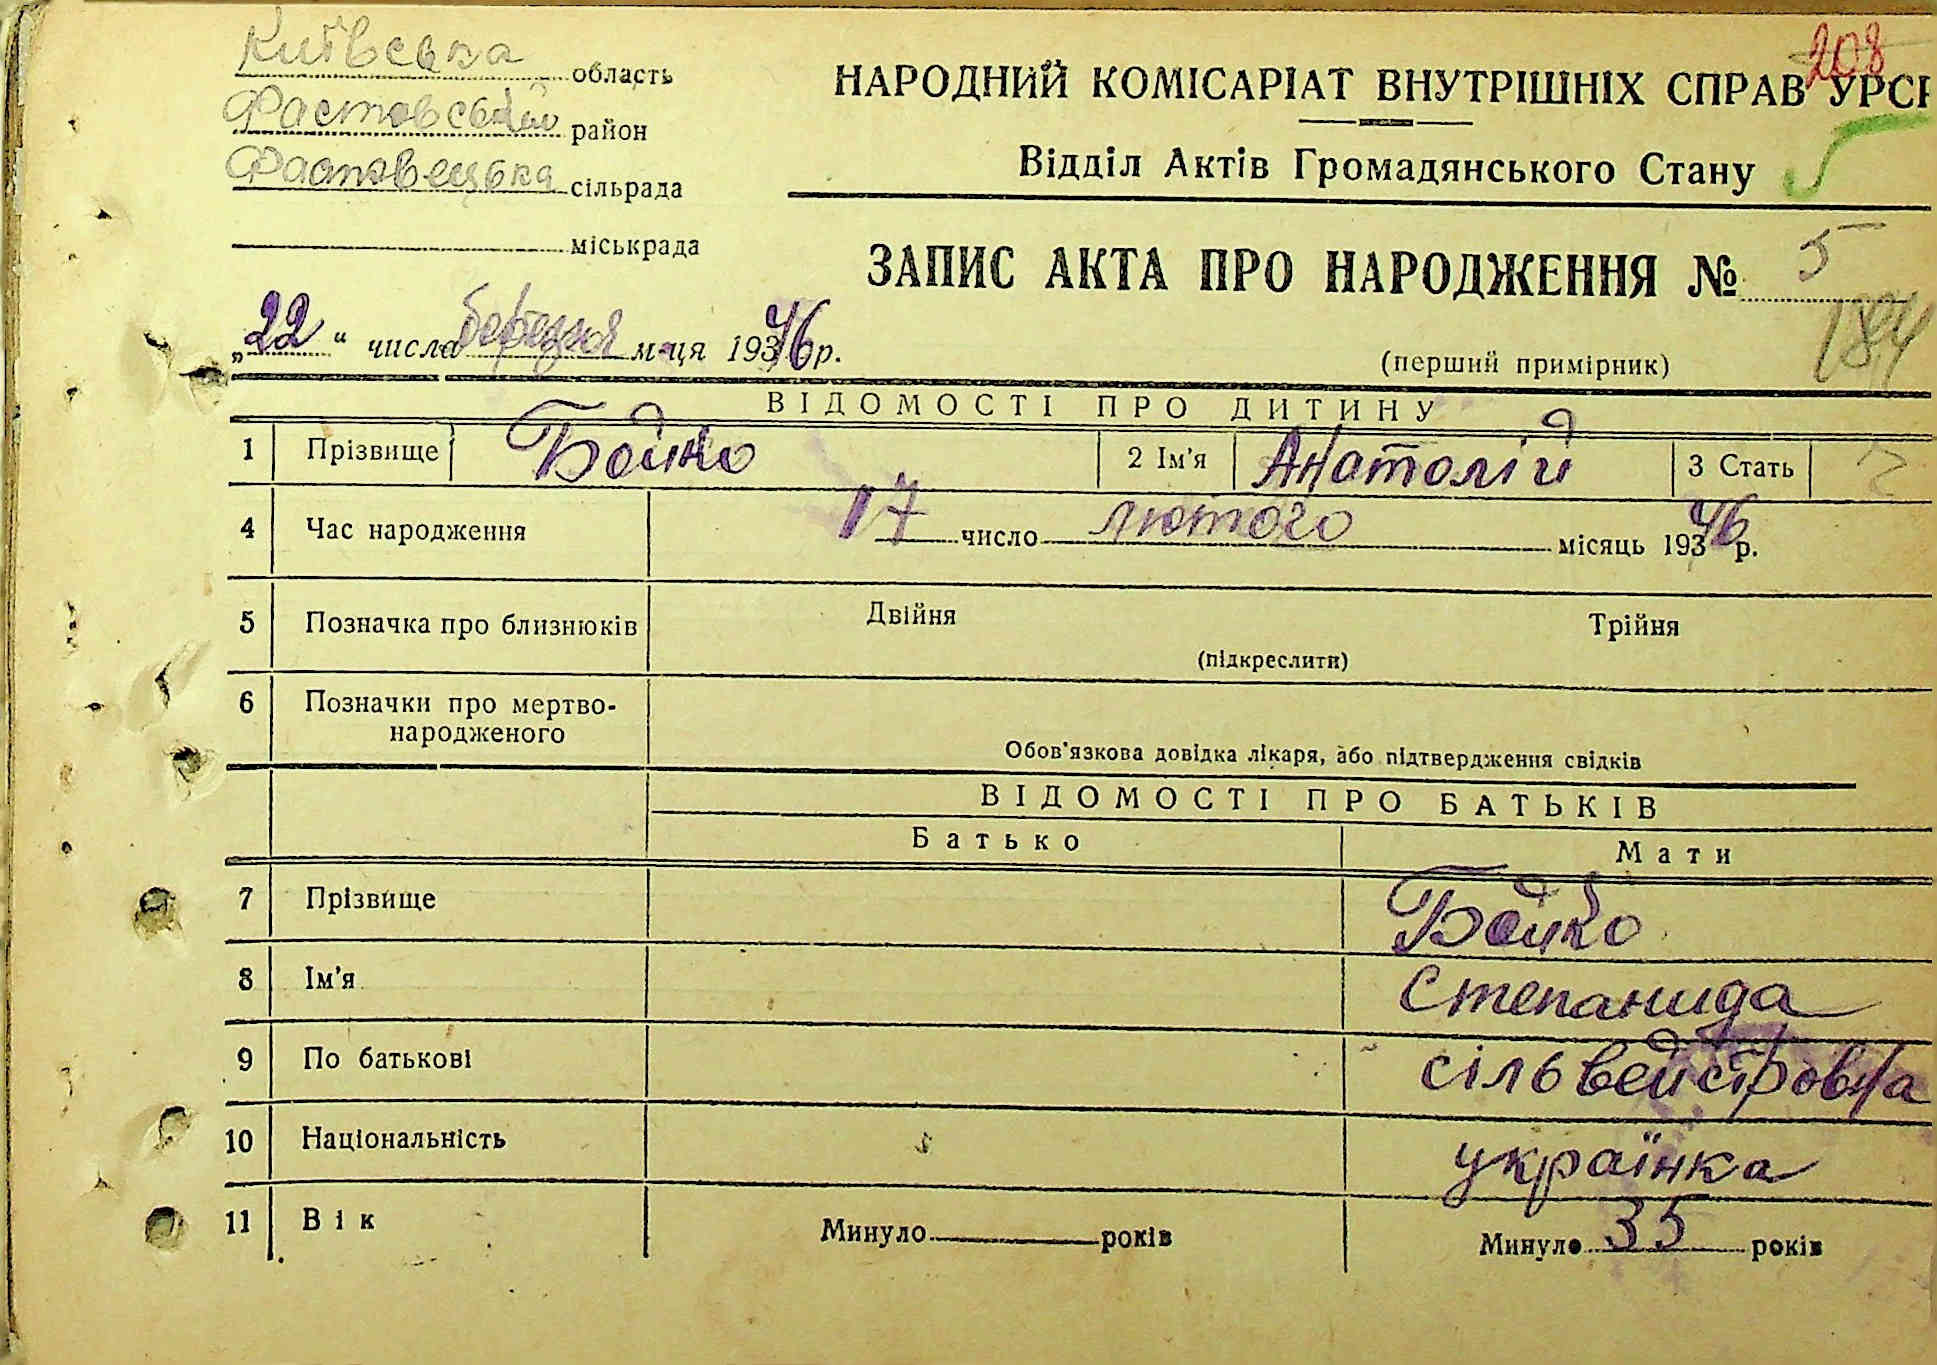 Київська область
Фастовський район
Фастовецька сільрада
міськрада
208
НАРОДНИЙ КОМІСАРІАТ ВНУТРІШНІХ СПРАВ УРСР
Відділ Актів Громадянського Стану
ЗАПИС АКТА ПРО НАРОДЖЕННЯ № 5
184
„22“ числа березня м-ця 1946 р.
(перший примірник)
ВІДОМОСТІ ПРО ДИТИНУ
1 Прізвище Бойко 2 Ім'я Анатолій 3 Стать
4 Час народження 17 число лютого місяць 1946 р.
5 Позначка про близнюків Двійня Трійня
(підкреслити)
6 Позначки про мертво-
народженого
Обов'язкова довідка лікаря, або підтвердження свідків
ВІДОМОСТІ ПРО БАТЬКІВ
Батько Мати
7 Прізвище Бойко
8 Ім'я Степанида
9 По батькові сільвейстровна
10 Національність українка
11 Вік Минуло років Минуло 35 років